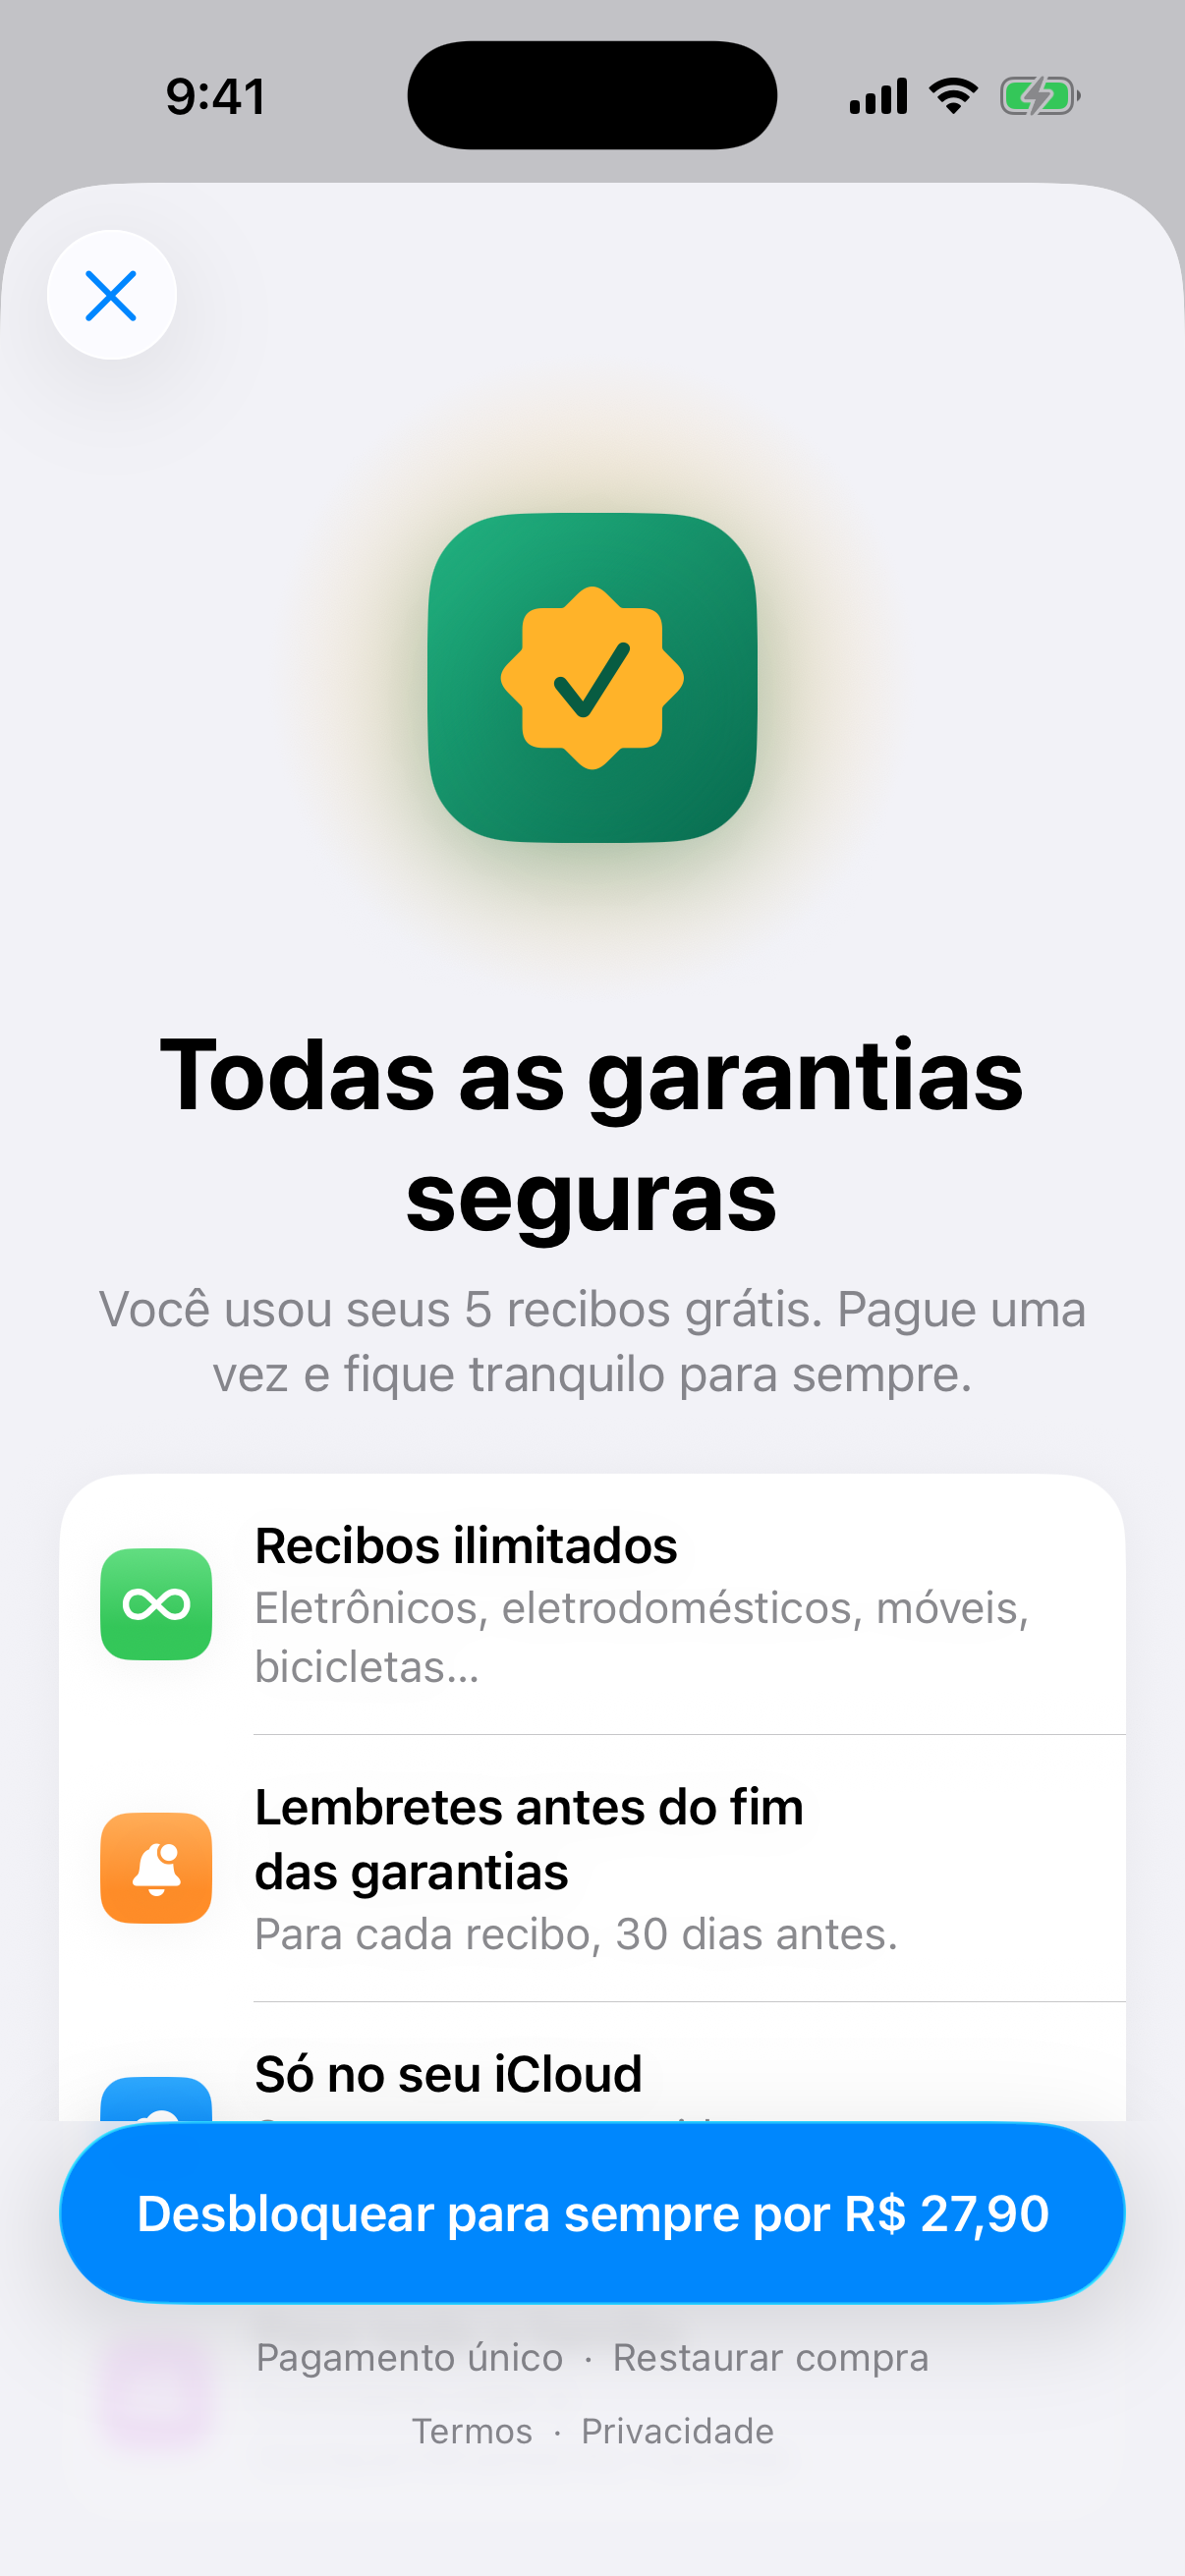 9:41
Todas as garantias
seguras
Você usou seus 5 recibos grátis. Pague uma
vez e fique tranquilo para sempre.
Recibos ilimitados
Eletrônicos, eletrodomésticos, móveis,
bicicletas...
Lembretes antes do fim
das garantias
Para cada recibo, 30 dias antes.
Só no seu iCloud
Desbloquear para sempre por R$ 27,90
Pagamento único · Restaurar compra
Termos · Privacidade